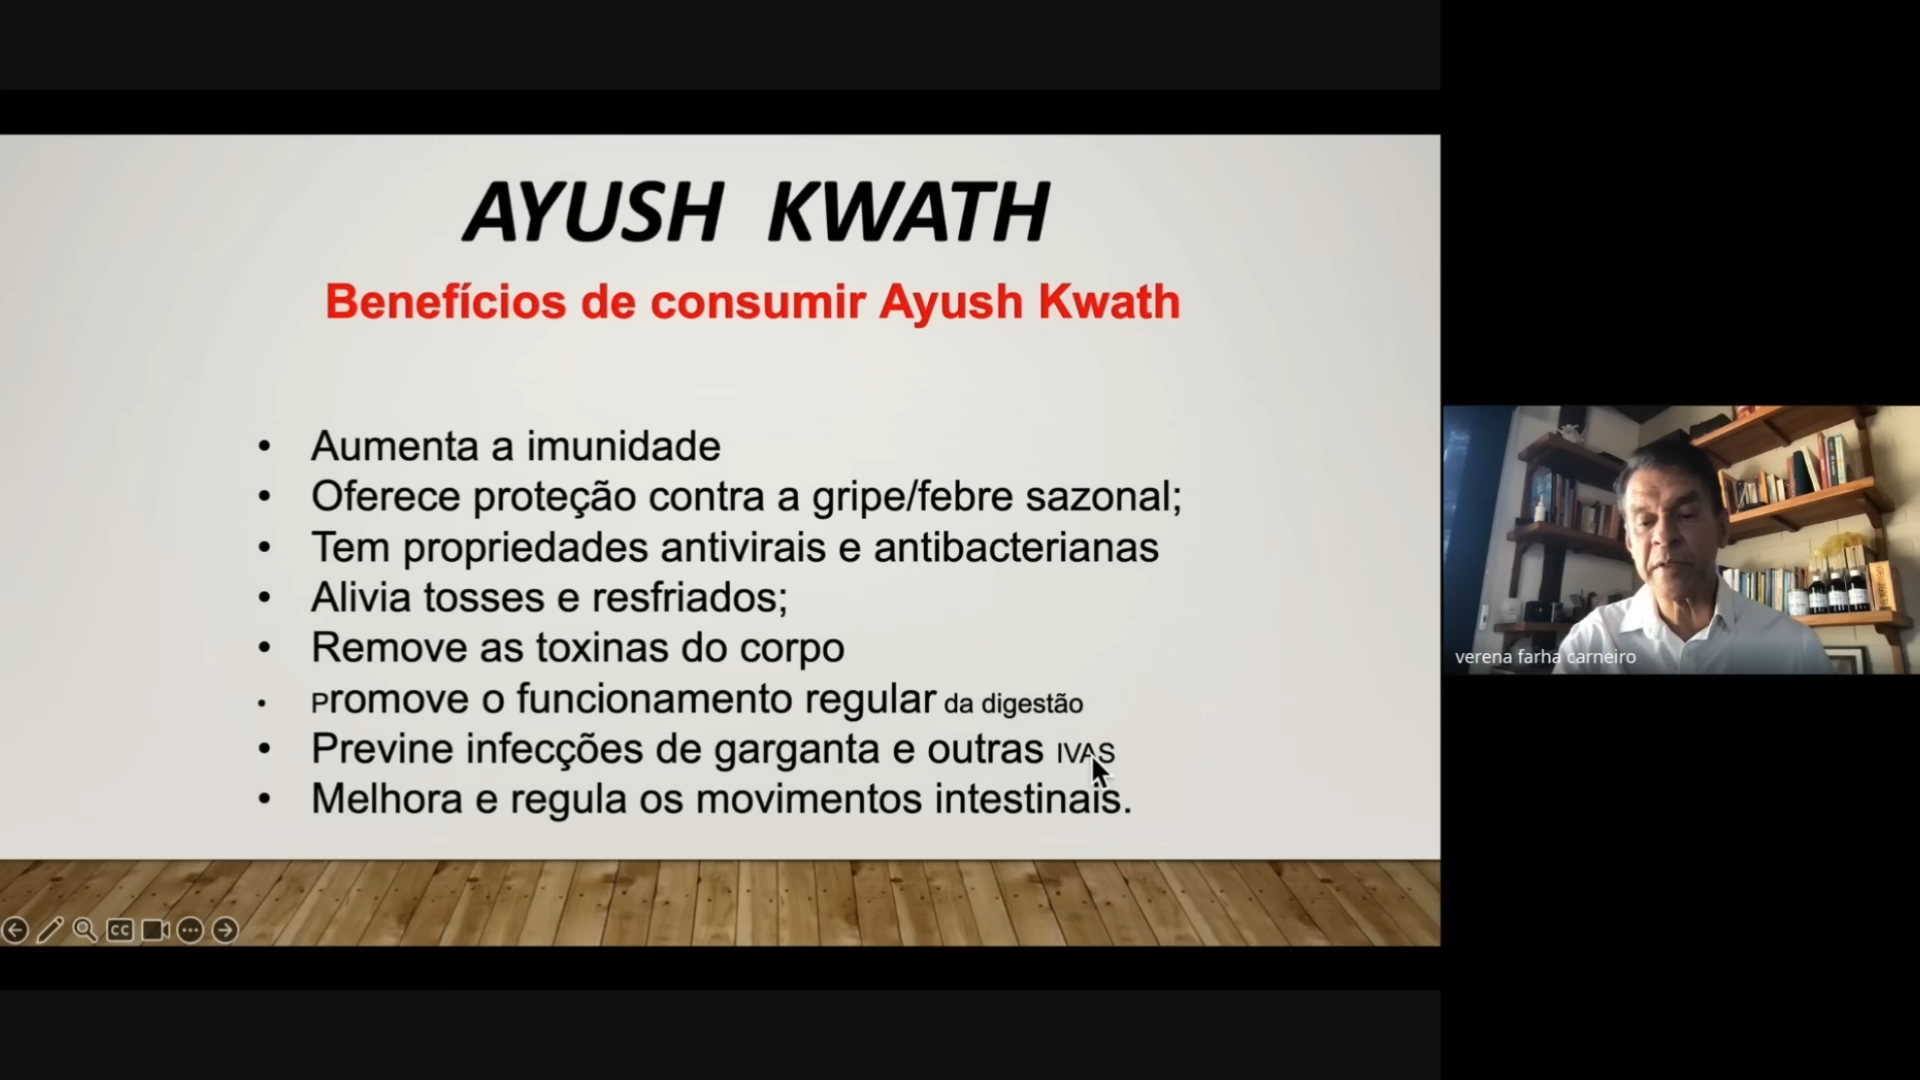 AYUSH KWATH
Benefícios de consumir Ayush Kwath
• Aumenta a imunidade
• Oferece proteção contra a gripe/febre sazonal;
• Tem propriedades antivirais e antibacterianas
• Alivia tosses e resfriados;
• Remove as toxinas do corpo
• Promove o funcionamento regular da digestão
• Previne infecções de garganta e outras IVAS
• Melhora e regula os movimentos intestinais.
CC
verena farha carneiro